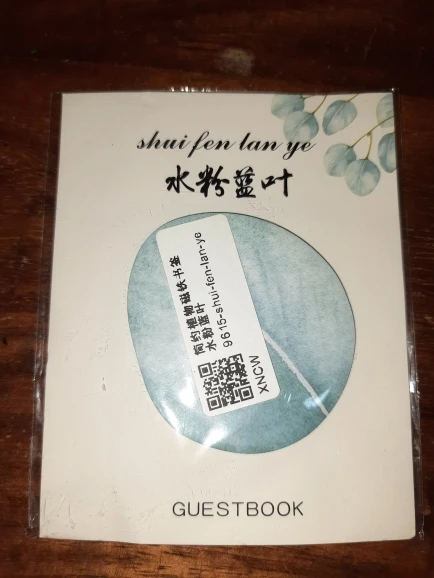 shui fen lan ye
水粉蓝叶
简约植物磁铁书签
水粉蓝叶
9615-shui-fen-lan-ye
XNCW
GUESTBOOK